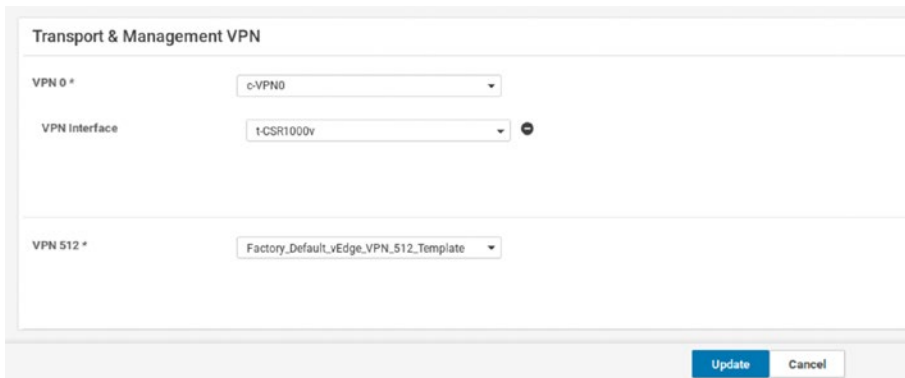 Transport & Management VPN
VPN 0 * c-VPN0
VPN Interface t-CSR1000v
VPN 512 * Factory_Default_vEdge_VPN_512_Template
Update Cancel